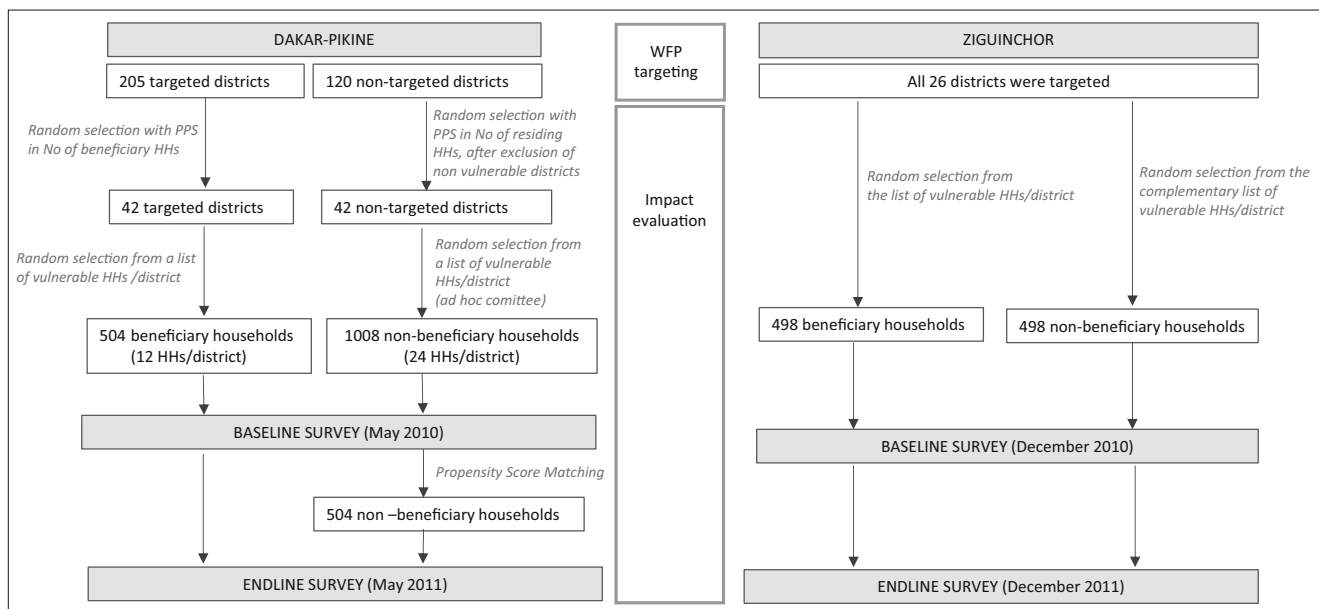 DAKAR-PIKINE
205 targeted districts
120 non-targeted districts
Random selection with PPS
in No of beneficiary HHs
Random selection with
PPS in No of residing
HHs, after exclusion of
non vulnerable districts
42 targeted districts
42 non-targeted districts
Random selection from a list
of vulnerable HHs /district
Random selection from
a list of vulnerable
HHs/district
(ad hoc comittee)
504 beneficiary households
(12 HHs/district)
1008 non-beneficiary households
(24 HHs/district)
BASELINE SURVEY (May 2010)
Propensity Score Matching
504 non –beneficiary households
ENDLINE SURVEY (May 2011)
WFP
targeting
Impact
evaluation
ZIGUINCHOR
All 26 districts were targeted
Random selection from
the list of vulnerable HHs/district
Random selection from the
complementary list of
vulnerable HHs/district
498 beneficiary households
498 non-beneficiary households
BASELINE SURVEY (December 2010)
ENDLINE SURVEY (December 2011)